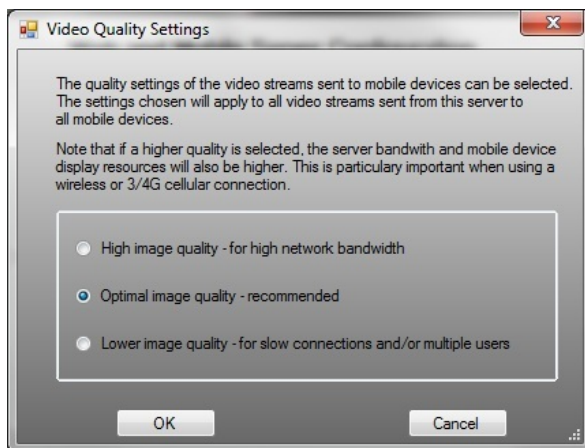 Video Quality Settings
The quality settings of the video streams sent to mobile devices can be selected.
The settings chosen will apply to all video streams sent from this server to
all mobile devices.
Note that if a higher quality is selected, the server bandwith and mobile device
display resources will also be higher. This is particulary important when using a
wireless or 3/4G cellular connection.
High image quality - for high network bandwidth
Optimal image quality - recommended
Lower image quality - for slow connections and/or multiple users
OK
Cancel